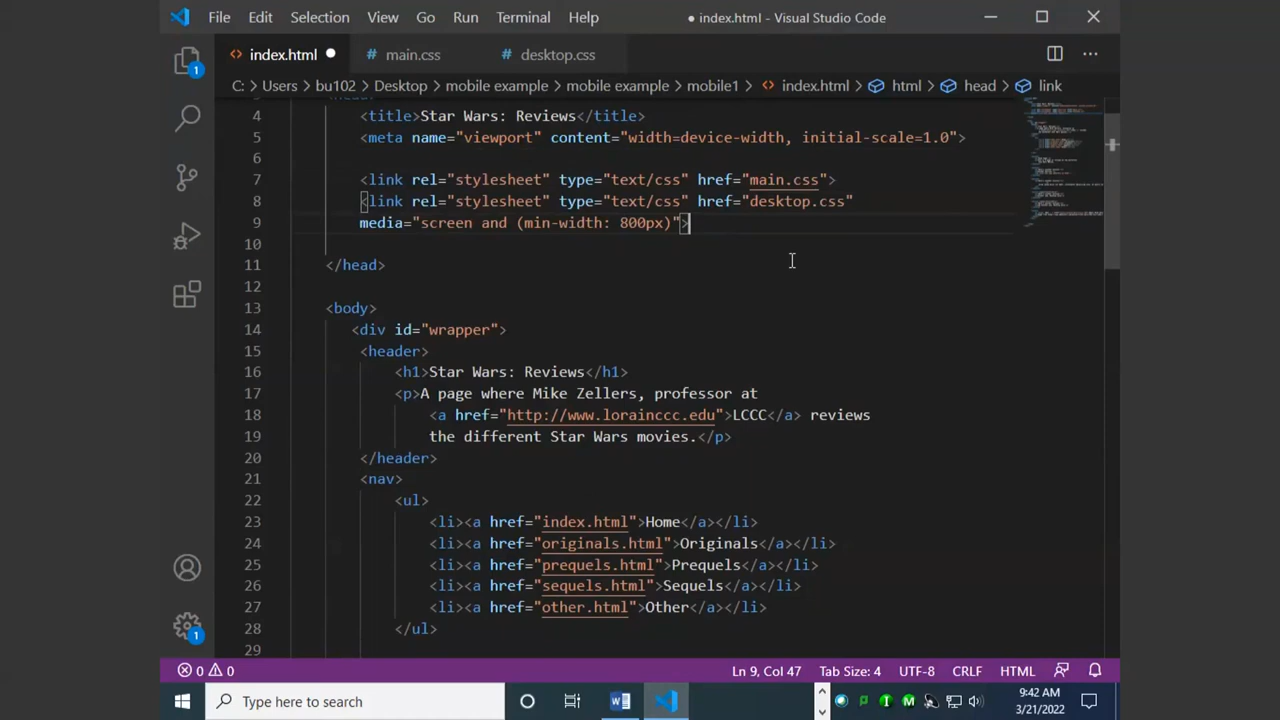 File Edit Selection View Go Run Terminal Help ● index.html - Visual Studio Code
<> index.html ● # main.css # desktop.css ...
C: > Users > bu102 > Desktop > mobile example > mobile example > mobile1 > <> index.html > html > head > link
4 <title>Star Wars: Reviews</title>
5 <meta name="viewport" content="width=device-width, initial-scale=1.0">
6
7 <link rel="stylesheet" type="text/css" href="main.css">
8 <link rel="stylesheet" type="text/css" href="desktop.css"
9 media="screen and (min-width: 800px)">
10
11 </head>
12
13 <body>
14 <div id="wrapper">
15 <header>
16 <h1>Star Wars: Reviews</h1>
17 <p>A page where Mike Zellers, professor at
18 <a href="http://www.lorainccc.edu">LCCC</a> reviews
19 the different Star Wars movies.</p>
20 </header>
21 <nav>
22 <ul>
23 <li><a href="index.html">Home</a></li>
24 <li><a href="originals.html">Originals</a></li>
25 <li><a href="prequels.html">Prequels</a></li>
26 <li><a href="sequels.html">Sequels</a></li>
27 <li><a href="other.html">Other</a></li>
28 </ul>
29
1
1
0 0 Ln 9, Col 47 Tab Size: 4 UTF-8 CRLF HTML
Type here to search
9:42 AM
3/21/2022